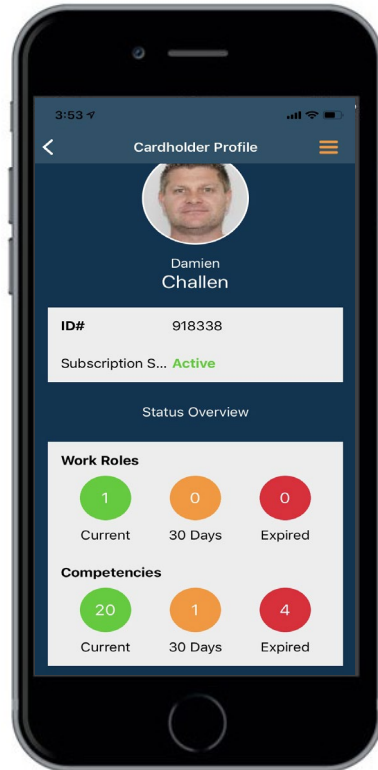 3:53
Cardholder Profile
Damien
Challen
ID# 918338
Subscription S... Active
Status Overview
Work Roles
1 0 0
Current 30 Days Expired
Competencies
20 1 4
Current 30 Days Expired